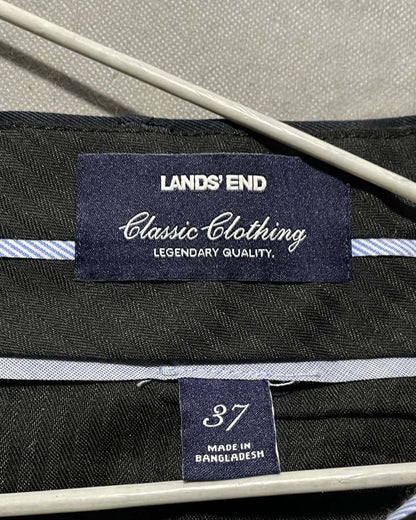 LANDS' END
Classic Clothing
LEGENDARY QUALITY.
37
MADE IN
BANGLADESH